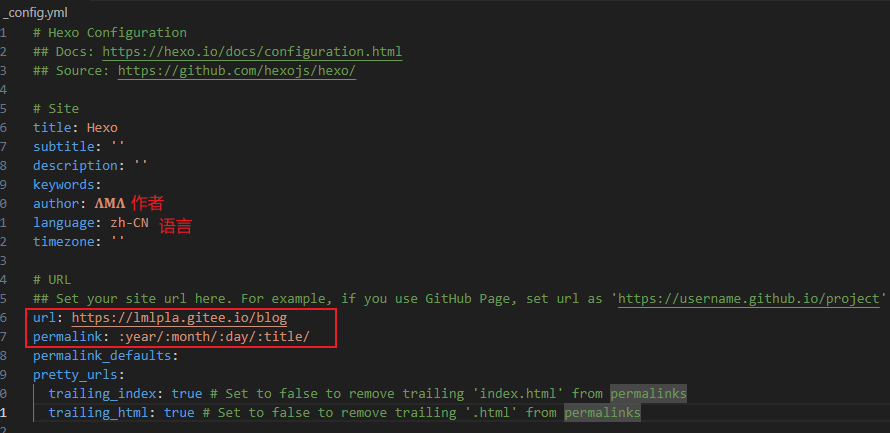 _config.yml
1 # Hexo Configuration
2 ## Docs: https://hexo.io/docs/configuration.html
3 ## Source: https://github.com/hexojs/hexo/
4
5 # Site
6 title: Hexo
7 subtitle: ''
8 description: ''
9 keywords:
0 author: ΛMΛ 作者
1 language: zh-CN 语言
2 timezone: ''
3
4 # URL
5 ## Set your site url here. For example, if you use GitHub Page, set url as 'https://username.github.io/project'
6 url: https://lmlpla.gitee.io/blog
7 permalink: :year/:month/:day/:title/
8 permalink_defaults:
9 pretty_urls:
0 trailing_index: true # Set to false to remove trailing 'index.html' from permalinks
1 trailing_html: true # Set to false to remove trailing '.html' from permalinks
2